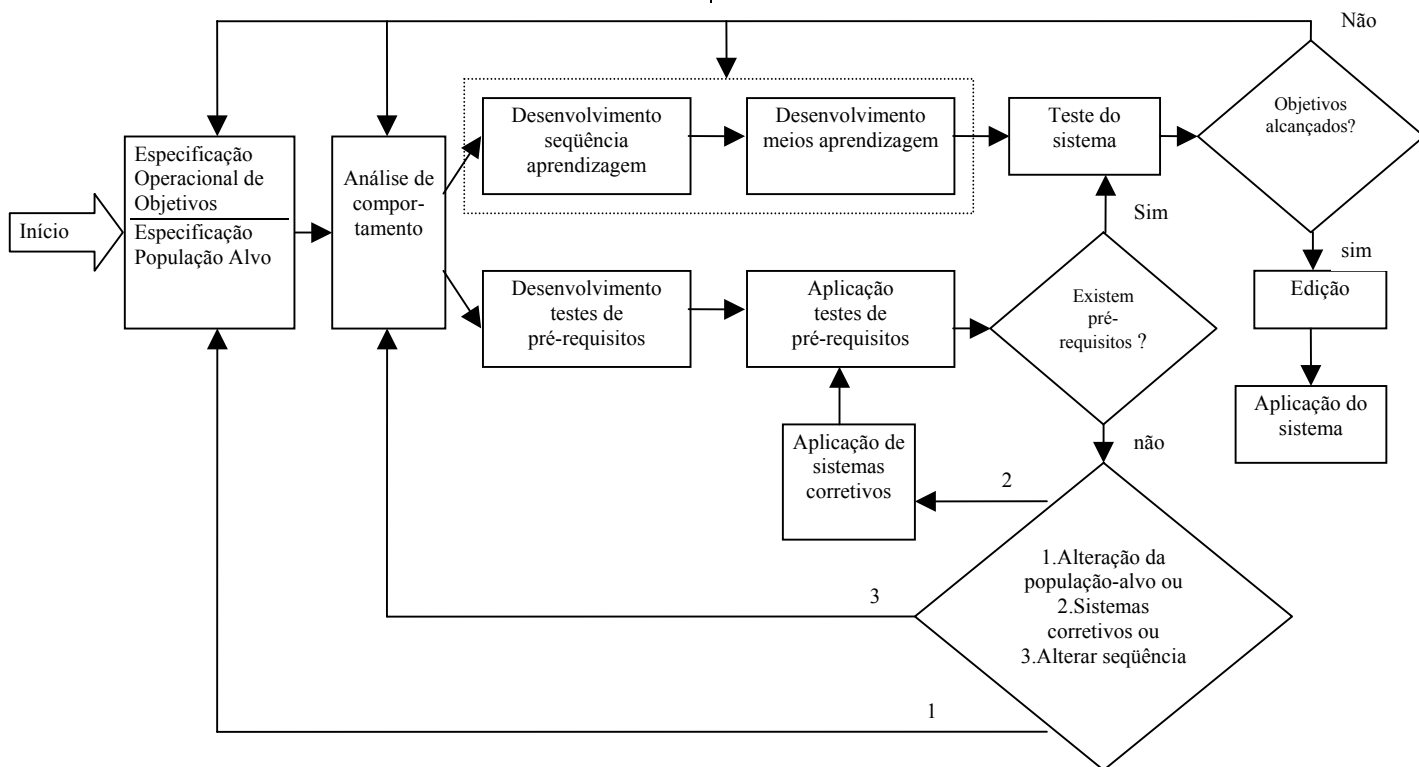 Não
Início
Especificação
Operacional de
Objetivos
Especificação
População Alvo
Análise de
compor-
tamento
Desenvolvimento
seqüência
aprendizagem
Desenvolvimento
meios aprendizagem
Teste do
sistema
Objetivos
alcançados?
Sim
sim
Desenvolvimento
testes de
pré-requisitos
Aplicação
testes de
pré-requisitos
Existem
pré-
requisitos ?
Edição
Aplicação do
sistema
não
Aplicação de
sistemas
corretivos
2
1.Alteração da
população-alvo ou
2.Sistemas
corretivos ou
3.Alterar seqüência
3
1